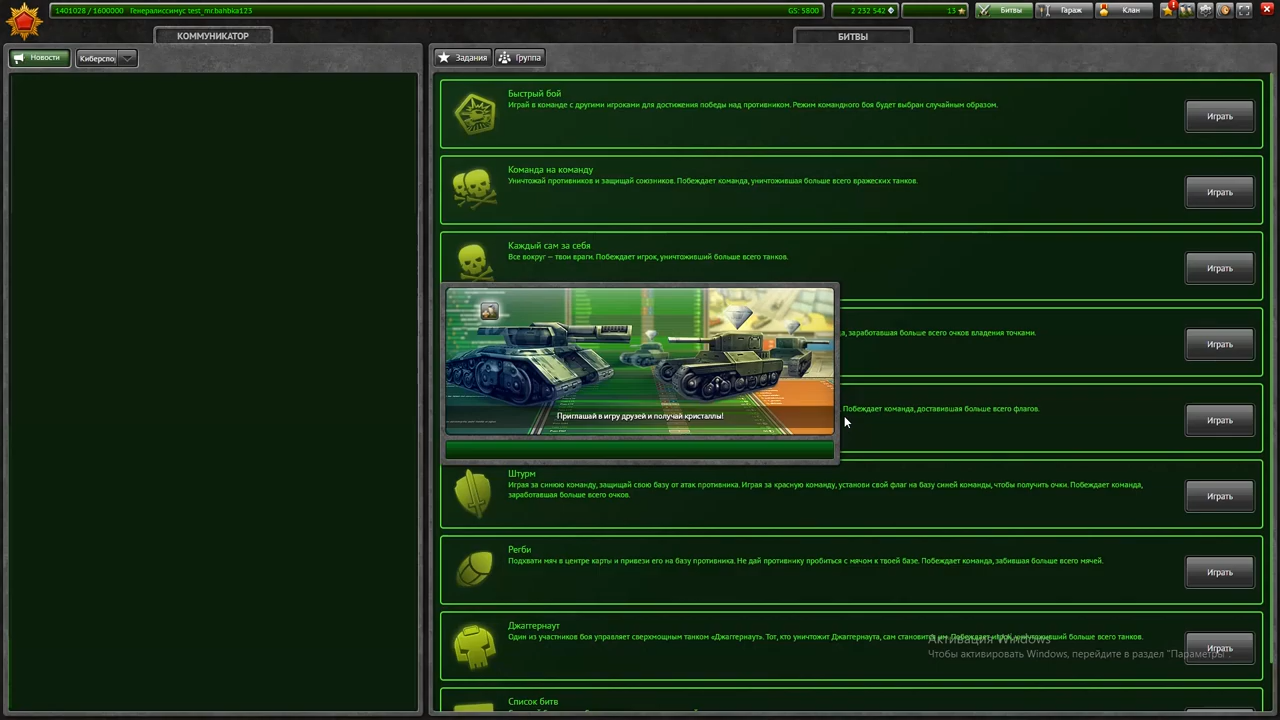 1401028 / 1600000 Генералиссимус test_mr.bahbka123
GS: 5800
2 232 542
13
Битвы
Гараж
Клан
КОММУНИКАТОР
БИТВЫ
Новости
Киберспо
Задания
Группа
Быстрый бой
Играй в команде с другими игроками для достижения победы над противником. Режим командного боя будет выбран случайным образом.
Играть
Команда на команду
Уничтожай противников и защищай союзников. Побеждает команда, уничтожившая больше всего вражеских танков.
Играть
Каждый сам за себя
Все вокруг — твои враги. Побеждает игрок, уничтоживший больше всего танков.
Играть
заработавшая больше всего очков владения точками.
Играть
Побеждает команда, доставившая больше всего флагов.
Играть
Приглашай в игру друзей и получай кристаллы!
Штурм
Играя за синюю команду, защищай свою базу от атак противника. Играя за красную команду, установи свой флаг на базу синей команды, чтобы получить очки. Побеждает команда,
заработавшая больше всего очков.
Играть
Регби
Подхвати мяч в центре карты и привези его на базу противника. Не дай противнику пробиться с мячом к твоей базе. Побеждает команда, забившая больше всего мячей.
Играть
Джаггернаут
Один из участников боя управляет сверхмощным танком «Джаггернаут». Тот, кто уничтожит Джаггернаута, сам становится им. Побеждает игрок, уничтоживший больше всего танков.
Играть
Активация Windows
Чтобы активировать Windows, перейдите в раздел "Параметры".
Список битв